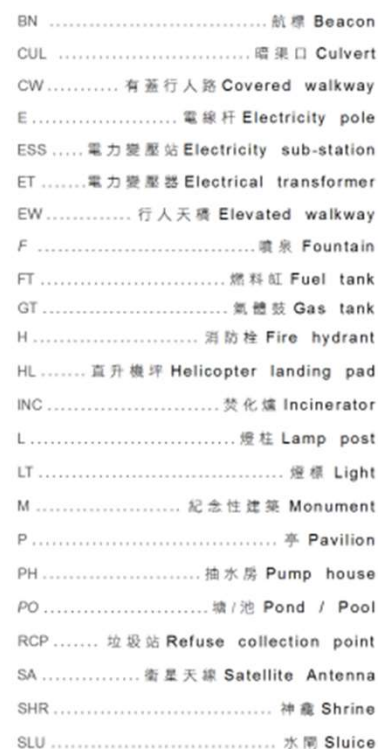 BN ........................ 航標 Beacon
CUL ........................ 暗渠口 Culvert
CW ........... 有蓋行人路 Covered walkway
E ........................ 電線杆 Electricity pole
ESS ..... 電力變壓站 Electricity sub-station
ET ....... 電力變壓器 Electrical transformer
EW ............. 行人天橋 Elevated walkway
F ........................ 噴泉 Fountain
FT ........................ 燃料缸 Fuel tank
GT ........................ 氣體鼓 Gas tank
H ........................ 消防栓 Fire hydrant
HL ....... 直升機坪 Helicopter landing pad
INC ........................ 焚化爐 Incinerator
L ........................ 燈柱 Lamp post
LT ........................ 燈標 Light
M ................... 紀念性建築 Monument
P ........................ 亭 Pavilion
PH ........................ 抽水房 Pump house
PO ........................ 塘/池 Pond / Pool
RCP ....... 垃圾站 Refuse collection point
SA ............... 衛星天線 Satellite Antenna
SHR ........................ 神龕 Shrine
SLU ........................ 水閘 Sluice